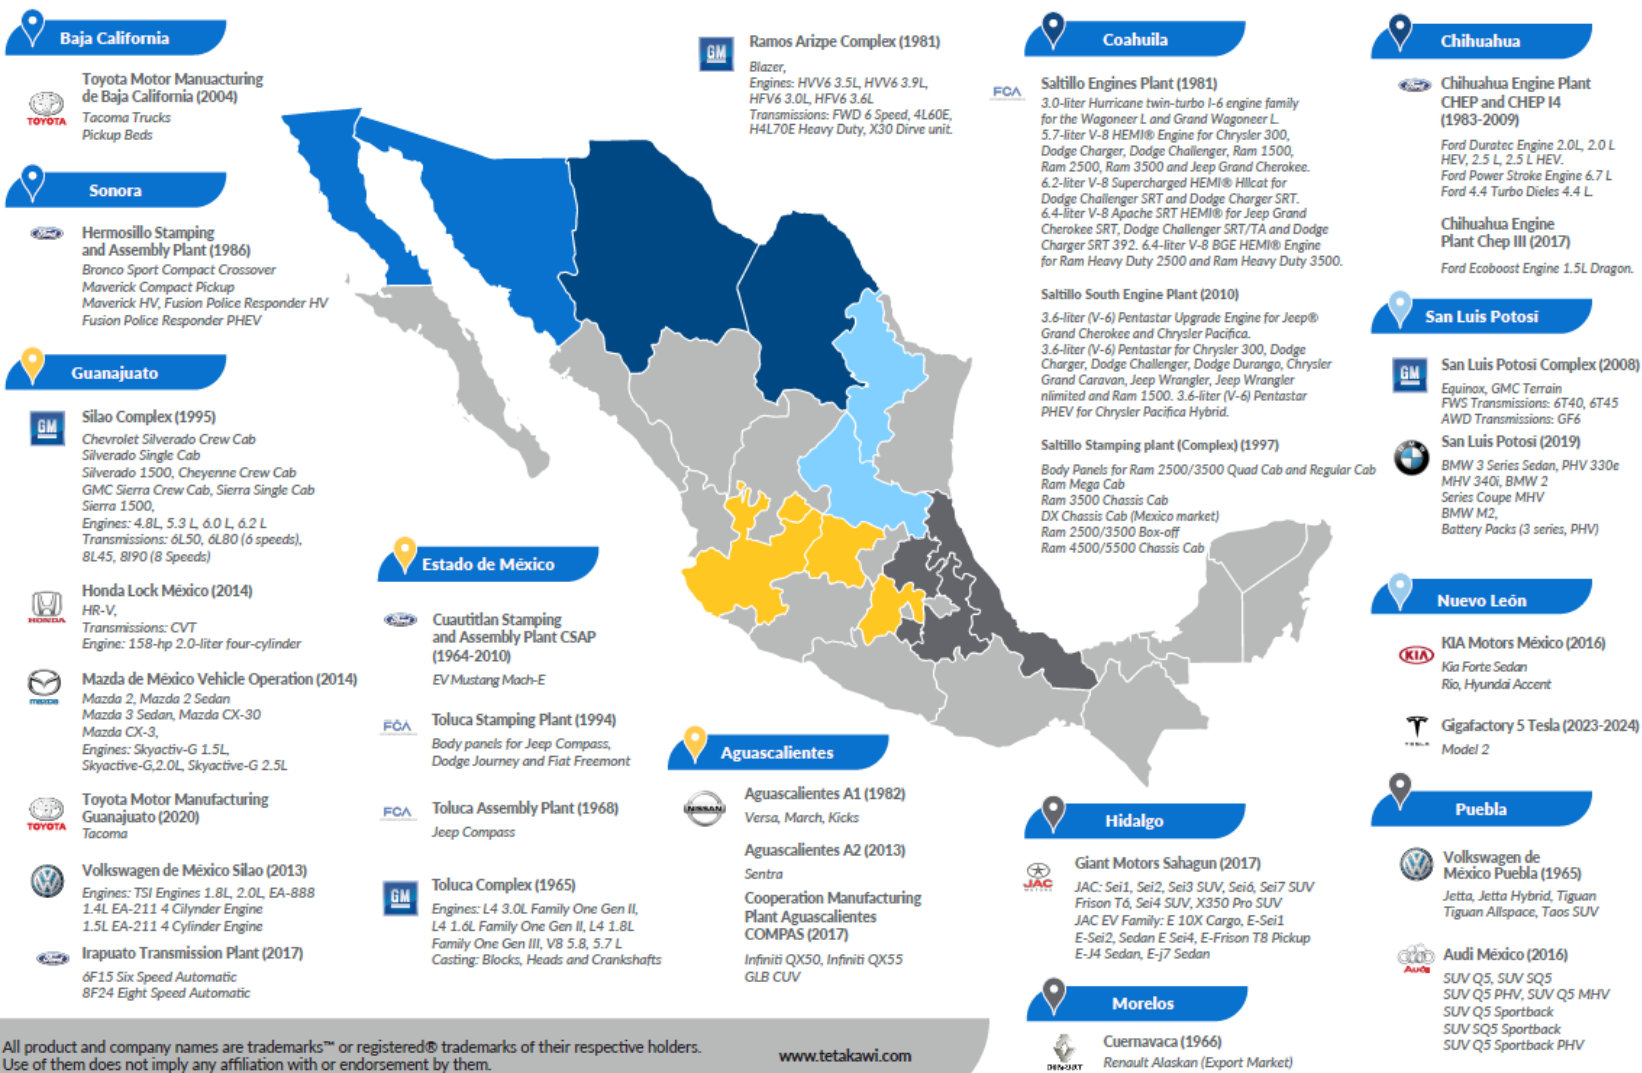 Baja California
TOYOTA
Toyota Motor Manuacturing
de Baja California (2004)
Tacoma Trucks
Pickup Beds
Sonora
Ford
Hermosillo Stamping
and Assembly Plant (1986)
Bronco Sport Compact Crossover
Maverick Compact Pickup
Maverick HV, Fusion Police Responder HV
Fusion Police Responder PHEV
Guanajuato
GM
Silao Complex (1995)
Chevrolet Silverado Crew Cab
Silverado Single Cab
Silverado 1500, Cheyenne Crew Cab
GMC Sierra Crew Cab, Sierra Single Cab
Sierra 1500,
Engines: 4.8L, 5.3 L, 6.0 L, 6.2 L
Transmissions: 6L50, 6L80 (6 speeds),
8L45, 8l90 (8 Speeds)
HONDA
Honda Lock México (2014)
HR-V,
Transmissions: CVT
Engine: 158-hp 2.0-liter four-cylinder
mazda
Mazda de México Vehicle Operation (2014)
Mazda 2, Mazda 2 Sedan
Mazda 3 Sedan, Mazda CX-30
Mazda CX-3,
Engines: Skyactiv-G 1.5L,
Skyactive-G,2.0L, Skyactive-G 2.5L
TOYOTA
Toyota Motor Manufacturing
Guanajuato (2020)
Tacoma
Volkswagen de México Silao (2013)
Engines: TSI Engines 1.8L, 2.0L, EA-888
1.4L EA-211 4 Cilynder Engine
1.5L EA-211 4 Cylinder Engine
Ford
Irapuato Transmission Plant (2017)
6F15 Six Speed Automatic
8F24 Eight Speed Automatic
Estado de México
Ford
Cuautitlan Stamping
and Assembly Plant CSAP
(1964-2010)
EV Mustang Mach-E
FCA
Toluca Stamping Plant (1994)
Body panels for Jeep Compass,
Dodge Journey and Fiat Freemont
FCA
Toluca Assembly Plant (1968)
Jeep Compass
GM
Toluca Complex (1965)
Engines: L4 3.0L Family One Gen II,
L4 1.6L Family One Gen II, L4 1.8L
Family One Gen III, V8 5.8, 5.7 L
Casting: Blocks, Heads and Crankshafts
GM
Ramos Arizpe Complex (1981)
Blazer,
Engines: HVV6 3.5L, HVV6 3.9L,
HFV6 3.0L, HFV6 3.6L
Transmissions: FWD 6 Speed, 4L60E,
H4L70E Heavy Duty, X30 Dirve unit.
Aguascalientes
NISSAN
Aguascalientes A1 (1982)
Versa, March, Kicks
Aguascalientes A2 (2013)
Sentra
Cooperation Manufacturing
Plant Aguascalientes
COMPAS (2017)
Infiniti QX50, Infiniti QX55
GLB CUV
Coahuila
FCA
Saltillo Engines Plant (1981)
3.0-liter Hurricane twin-turbo I-6 engine family
for the Wagoneer L and Grand Wagoneer L.
5.7-liter V-8 HEMI® Engine for Chrysler 300,
Dodge Charger, Dodge Challenger, Ram 1500,
Ram 2500, Ram 3500 and Jeep Grand Cherokee.
6.2-liter V-8 Supercharged HEMI® Hllcat for
Dodge Challenger SRT and Dodge Charger SRT.
6.4-liter V-8 Apache SRT HEMI® for Jeep Grand
Cherokee SRT, Dodge Challenger SRT/TA and Dodge
Charger SRT 392. 6.4-liter V-8 BGE HEMI® Engine
for Ram Heavy Duty 2500 and Ram Heavy Duty 3500.
Saltillo South Engine Plant (2010)
3.6-liter (V-6) Pentastar Upgrade Engine for Jeep®
Grand Cherokee and Chrysler Pacifica.
3.6-liter (V-6) Pentastar for Chrysler 300, Dodge
Charger, Dodge Challenger, Dodge Durango, Chrysler
Grand Caravan, Jeep Wrangler, Jeep Wrangler
nlimited and Ram 1500. 3.6-liter (V-6) Pentastar
PHEV for Chrysler Pacifica Hybrid.
Saltillo Stamping plant (Complex) (1997)
Body Panels for Ram 2500/3500 Quad Cab and Regular Cab
Ram Mega Cab
Ram 3500 Chassis Cab
DX Chassis Cab (Mexico market)
Ram 2500/3500 Box-off
Ram 4500/5500 Chassis Cab
Hidalgo
JAC
MOTORS
Giant Motors Sahagun (2017)
JAC: Sei1, Sei2, Sei3 SUV, Sei6, Sei7 SUV
Frison T6, Sei4 SUV, X350 Pro SUV
JAC EV Family: E 10X Cargo, E-Sei1
E-Sei2, Sedan E Sei4, E-Frison T8 Pickup
E-J4 Sedan, E-j7 Sedan
Morelos
RENAULT
Cuernavaca (1966)
Renault Alaskan (Export Market)
Chihuahua
Ford
Chihuahua Engine Plant
CHEP and CHEP I4
(1983-2009)
Ford Duratec Engine 2.0L, 2.0 L
HEV, 2.5 L, 2.5 L HEV.
Ford Power Stroke Engine 6.7 L
Ford 4.4 Turbo Dieles 4.4 L.
Chihuahua Engine
Plant Chep III (2017)
Ford Ecoboost Engine 1.5L Dragon.
San Luis Potosí
GM
San Luis Potosí Complex (2008)
Equinox, GMC Terrain
FWS Transmissions: 6T40, 6T45
AWD Transmissions: GF6
BMW
San Luis Potosí (2019)
BMW 3 Series Sedan, PHV 330e
MHV 340i, BMW 2
Series Coupe MHV
BMW M2,
Battery Packs (3 series, PHV)
Nuevo León
KIA
KIA Motors México (2016)
Kia Forte Sedan
Rio, Hyundai Accent
TESLA
Gigafactory 5 Tesla (2023-2024)
Model 2
Puebla
Volkswagen de
México Puebla (1965)
Jetta, Jetta Hybrid, Tiguan
Tiguan Allspace, Taos SUV
Audi
Audi México (2016)
SUV Q5, SUV SQ5
SUV Q5 PHV, SUV Q5 MHV
SUV Q5 Sportback
SUV SQ5 Sportback
SUV Q5 Sportback PHV
All product and company names are trademarks™ or registered® trademarks of their respective holders.
Use of them does not imply any affiliation with or endorsement by them.
www.tetakawi.com